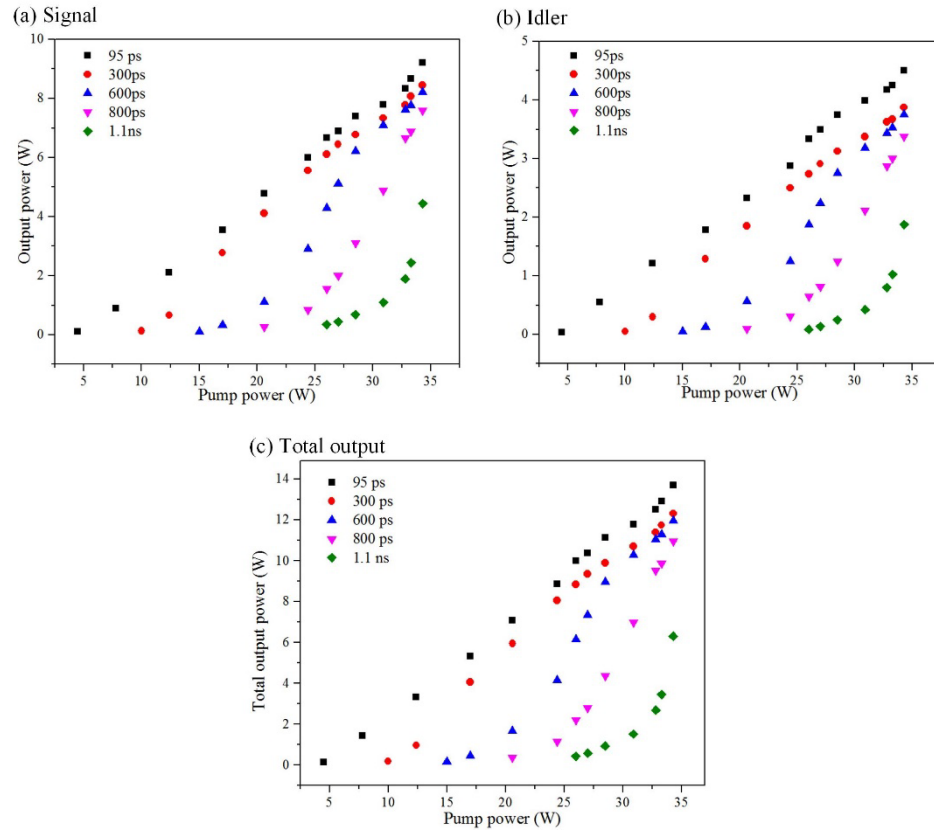 (a) Signal
10
8
6
4
2
0
Output power (W)
95 ps
300ps
600ps
800ps
1.1ns
5 10 15 20 25 30 35
Pump power (W)
(b) Idler
5
4
3
2
1
0
Output power (W)
95ps
300ps
600ps
800ps
1.1ns
5 10 15 20 25 30 35
Pump power (W)
(c) Total output
14
12
10
8
6
4
2
0
Total output power (W)
95 ps
300 ps
600 ps
800 ps
1.1 ns
5 10 15 20 25 30 35
Pump power (W)